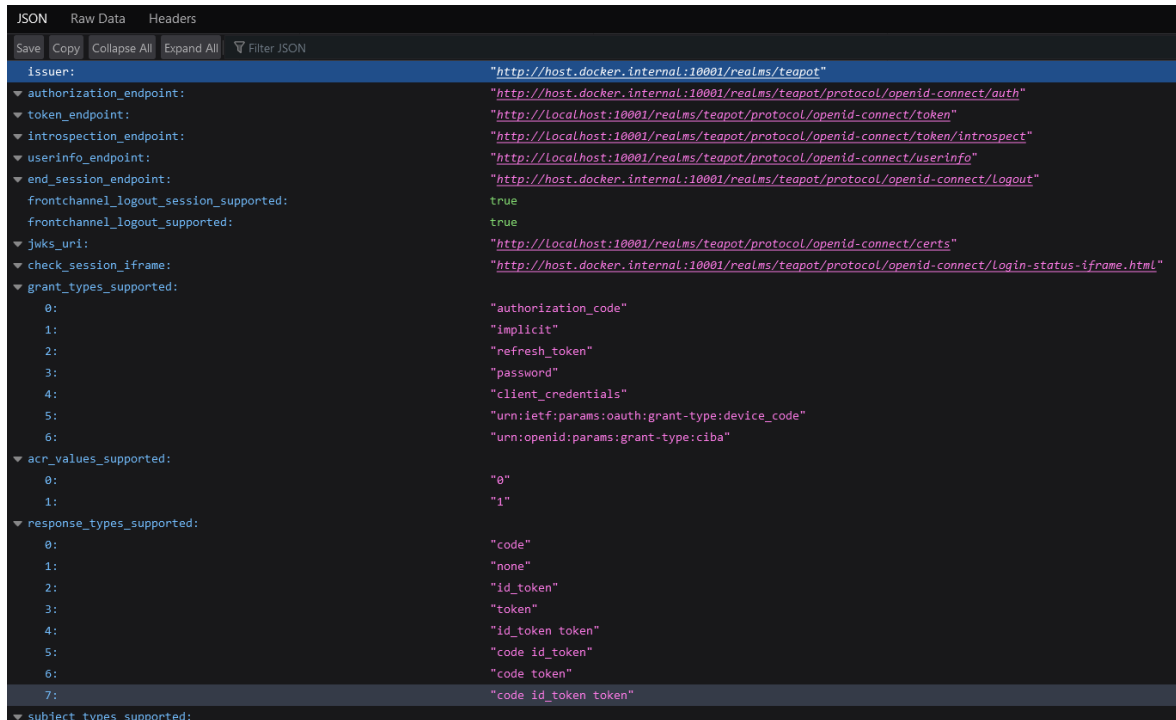 JSON Raw Data Headers
Save Copy Collapse All Expand All Filter JSON
issuer: "http://host.docker.internal:10001/realms/teapot"
authorization_endpoint: "http://host.docker.internal:10001/realms/teapot/protocol/openid-connect/auth"
token_endpoint: "http://localhost:10001/realms/teapot/protocol/openid-connect/token"
introspection_endpoint: "http://localhost:10001/realms/teapot/protocol/openid-connect/token/introspect"
userinfo_endpoint: "http://localhost:10001/realms/teapot/protocol/openid-connect/userinfo"
end_session_endpoint: "http://host.docker.internal:10001/realms/teapot/protocol/openid-connect/logout"
frontchannel_logout_session_supported: true
frontchannel_logout_supported: true
jwks_uri: "http://localhost:10001/realms/teapot/protocol/openid-connect/certs"
check_session_iframe: "http://host.docker.internal:10001/realms/teapot/protocol/openid-connect/login-status-iframe.html"
grant_types_supported:
0: "authorization_code"
1: "implicit"
2: "refresh_token"
3: "password"
4: "client_credentials"
5: "urn:ietf:params:oauth:grant-type:device_code"
6: "urn:openid:params:grant-type:ciba"
acr_values_supported:
0: "0"
1: "1"
response_types_supported:
0: "code"
1: "none"
2: "id_token"
3: "token"
4: "id_token token"
5: "code id_token"
6: "code token"
7: "code id_token token"
subject_types_supported: